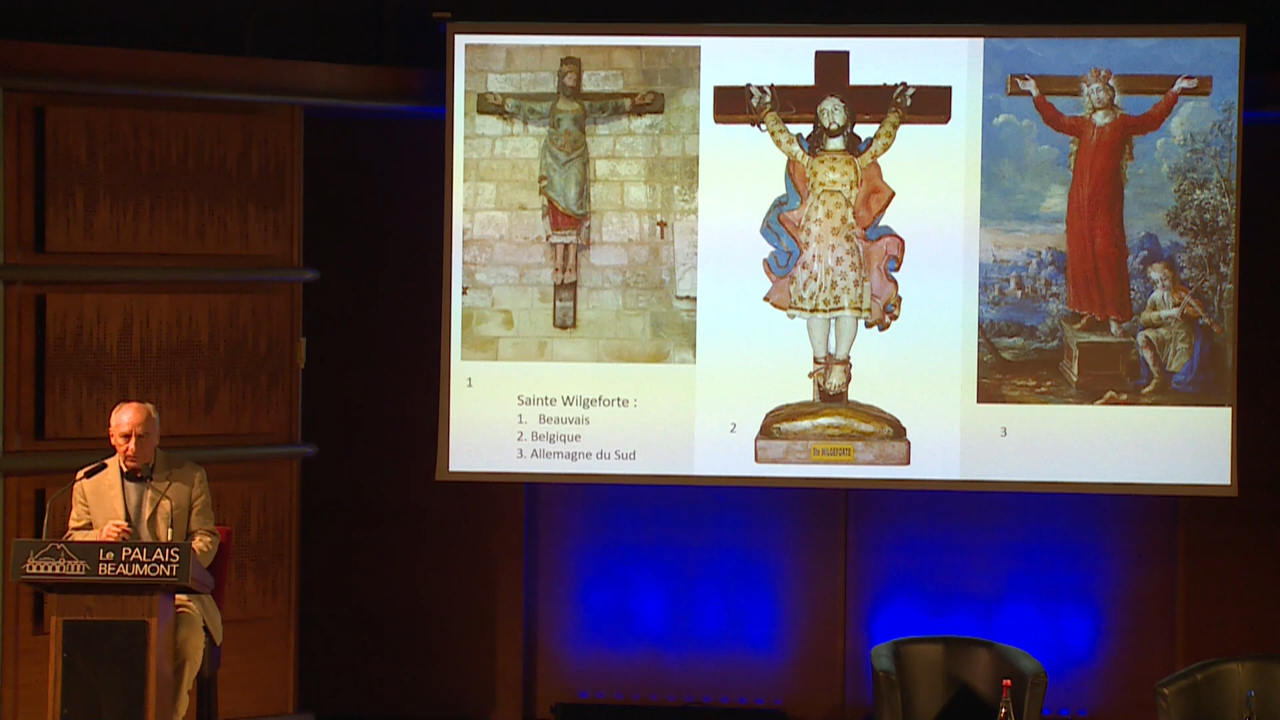 1
Sainte Wilgeforte :
1. Beauvais
2. Belgique
3. Allemagne du Sud
2
Ste WILGEFORTE
3
Le PALAIS
BEAUMONT